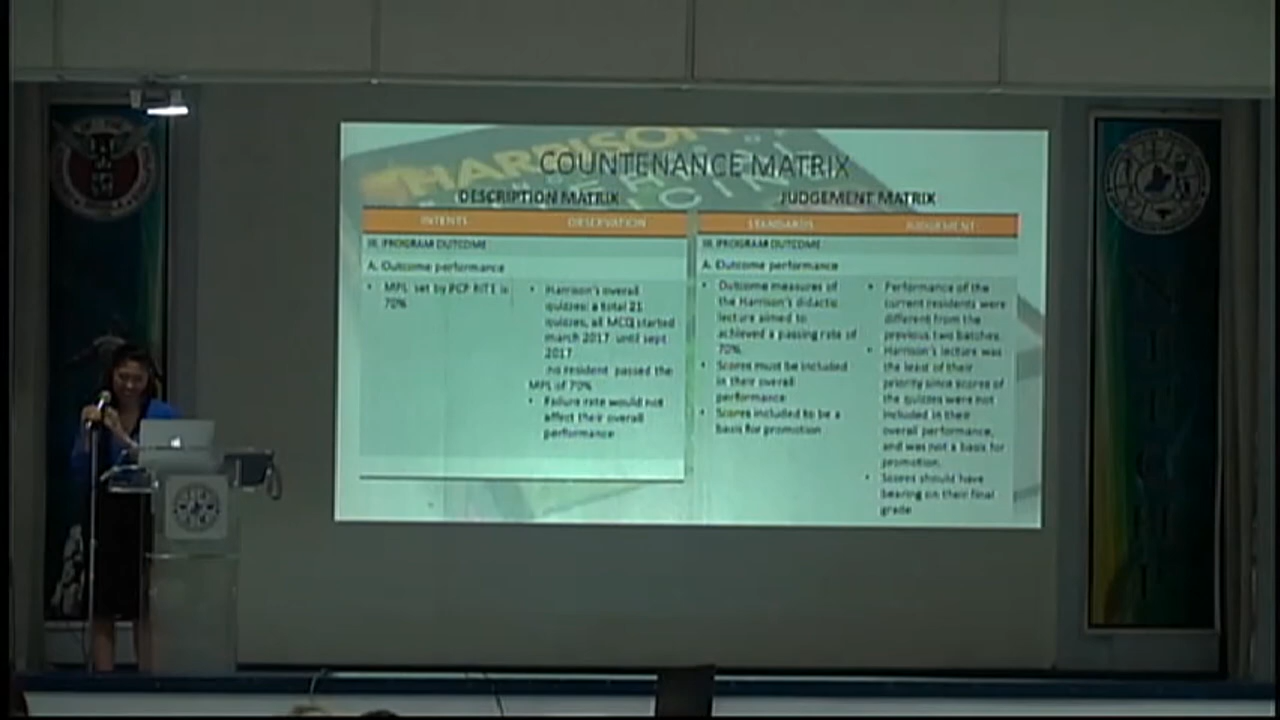 HARRISON
COUNTENANCE MATRIX
DESCRIPTION MATRIX
JUDGEMENT MATRIX
INTENTS
OBSERVATION
STANDARDS
JUDGEMENT
III. PROGRAM OUTCOME
A. Outcome performance
• MPL set by PCP RITE is
70%
• Harrison's overall
quizzes: a total 21
quizzes, all MCQ started
march 2017 until sept
2017
no resident passed the
MPL of 70%
• Failure rate would not
affect their overall
performance
III. PROGRAM OUTCOME
A. Outcome performance
• Outcome measures of
the Harrison's didactic
lecture aimed to
achieved a passing rate of
70%
• Scores must be included
in their overall
performance
• Scores included to be a
basis for promotion
• Performance of the
current residents were
different from the
previous two batches.
• Harrison's lecture was
the least of their
priority since scores of
the quizzes were not
included in their
overall performance,
and was not a basis for
promotion.
• Scores should have
bearing on their final
grade